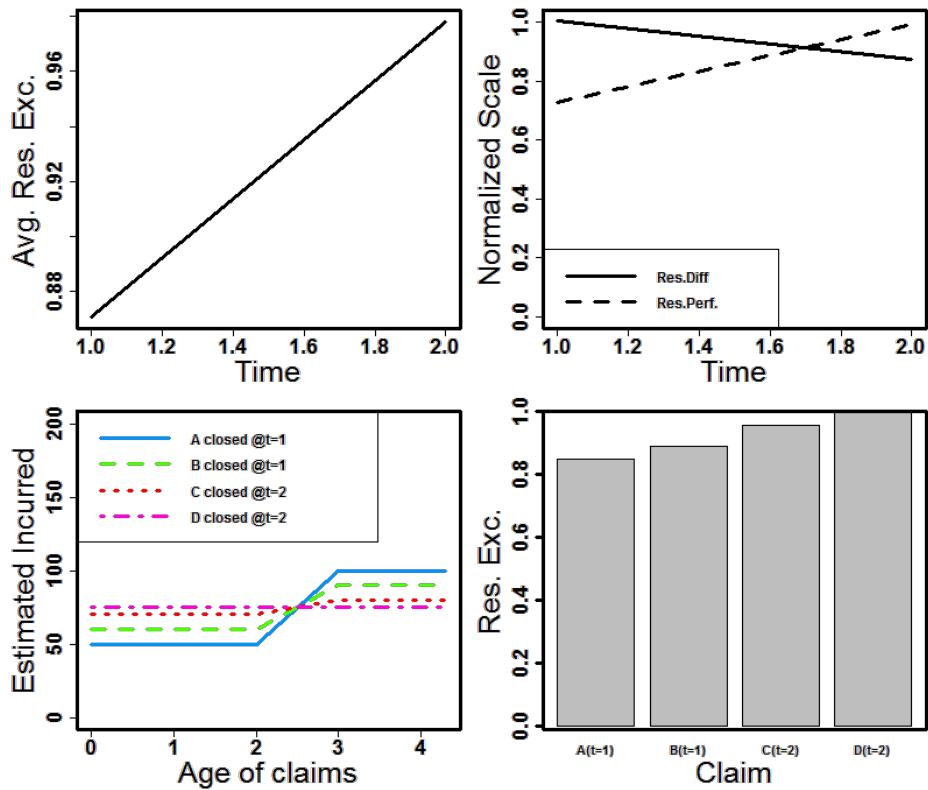 Avg. Res. Exc.
0.96
0.92
0.88
1.0 1.2 1.4 1.6 1.8 2.0
Time
Normalized Scale
1.0
0.8
0.6
0.4
0.2
0.0
Res.Diff
Res.Perf.
1.0 1.2 1.4 1.6 1.8 2.0
Time
Estimated Incurred
200
150
100
50
0
A closed @t=1
B closed @t=1
C closed @t=2
D closed @t=2
0 1 2 3 4
Age of claims
Res. Exc.
1.0
0.8
0.6
0.4
0.2
0.0
A(t=1) B(t=1) C(t=2) D(t=2)
Claim